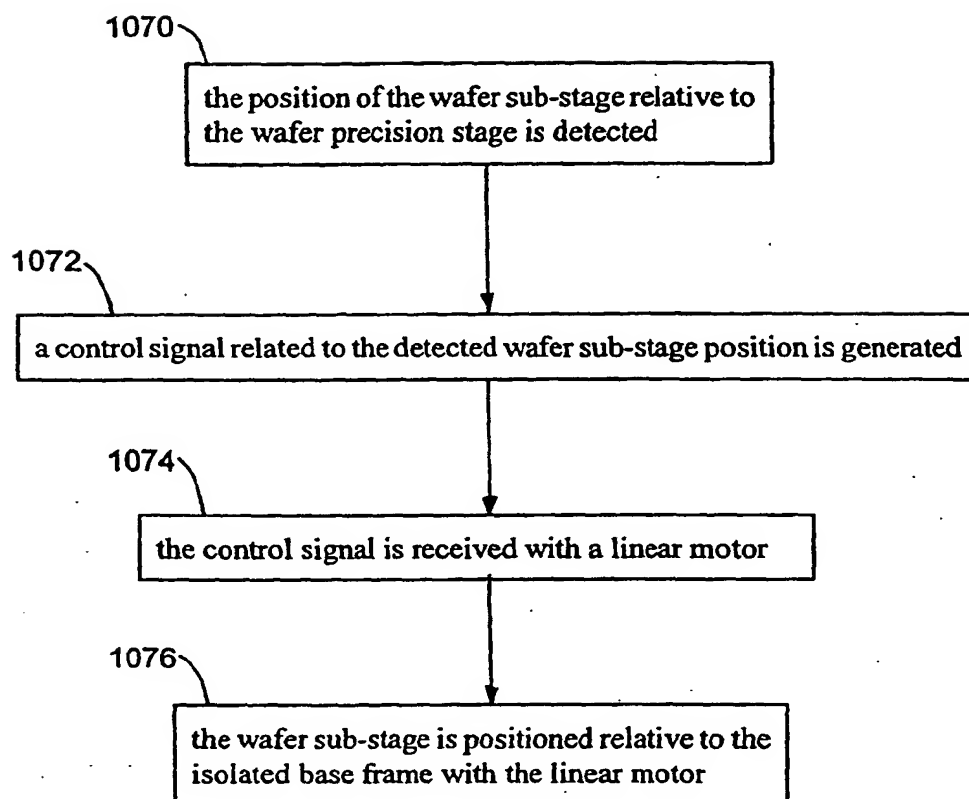 1070
the position of the wafer sub-stage relative to
the wafer precision stage is detected
1072
a control signal related to the detected wafer sub-stage position is generated
1074
the control signal is received with a linear motor
1076
the wafer sub-stage is positioned relative to the
isolated base frame with the linear motor